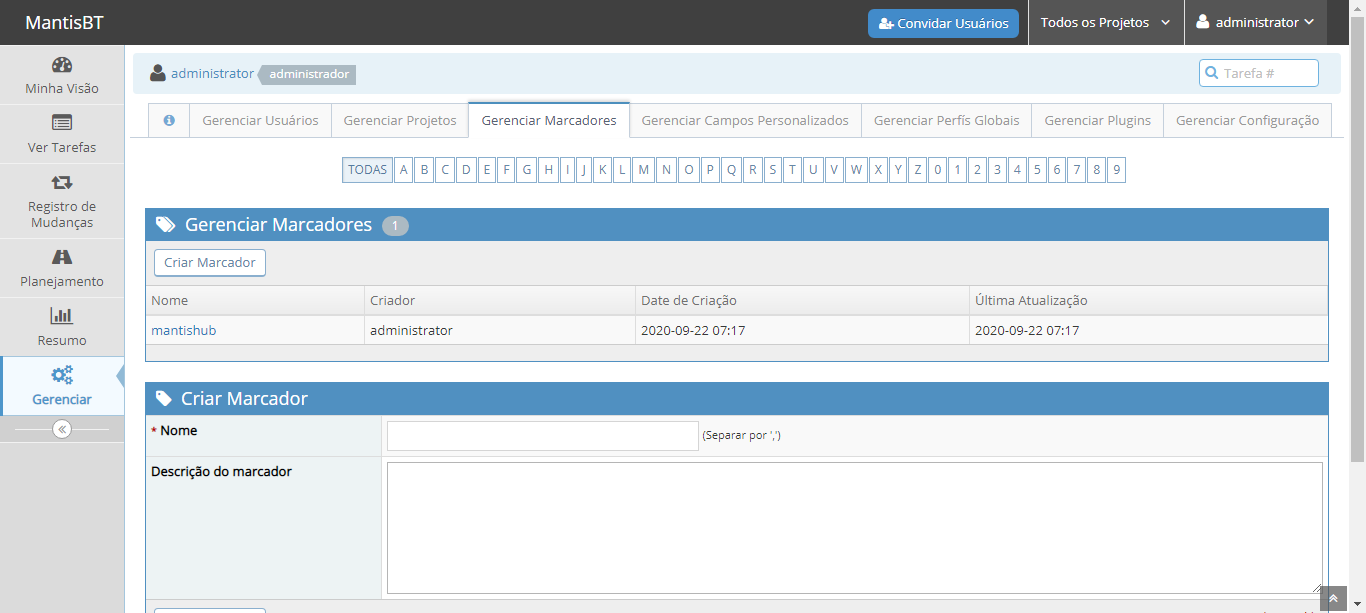 MantisBT
Convidar Usuários
Todos os Projetos
administrator
Minha Visão
Ver Tarefas
Registro de
Mudanças
Planejamento
Resumo
Gerenciar
administrator administrador
Tarefa #
Gerenciar Usuários Gerenciar Projetos Gerenciar Marcadores Gerenciar Campos Personalizados Gerenciar Perfís Globais Gerenciar Plugins Gerenciar Configuração
TODAS A B C D E F G H I J K L M N O P Q R S T U V W X Y Z 0 1 2 3 4 5 6 7 8 9
Gerenciar Marcadores 1
Criar Marcador
Nome Criador Date de Criação Última Atualização
mantishub administrator 2020-09-22 07:17 2020-09-22 07:17
Criar Marcador
* Nome (Separar por ',')
Descrição do marcador